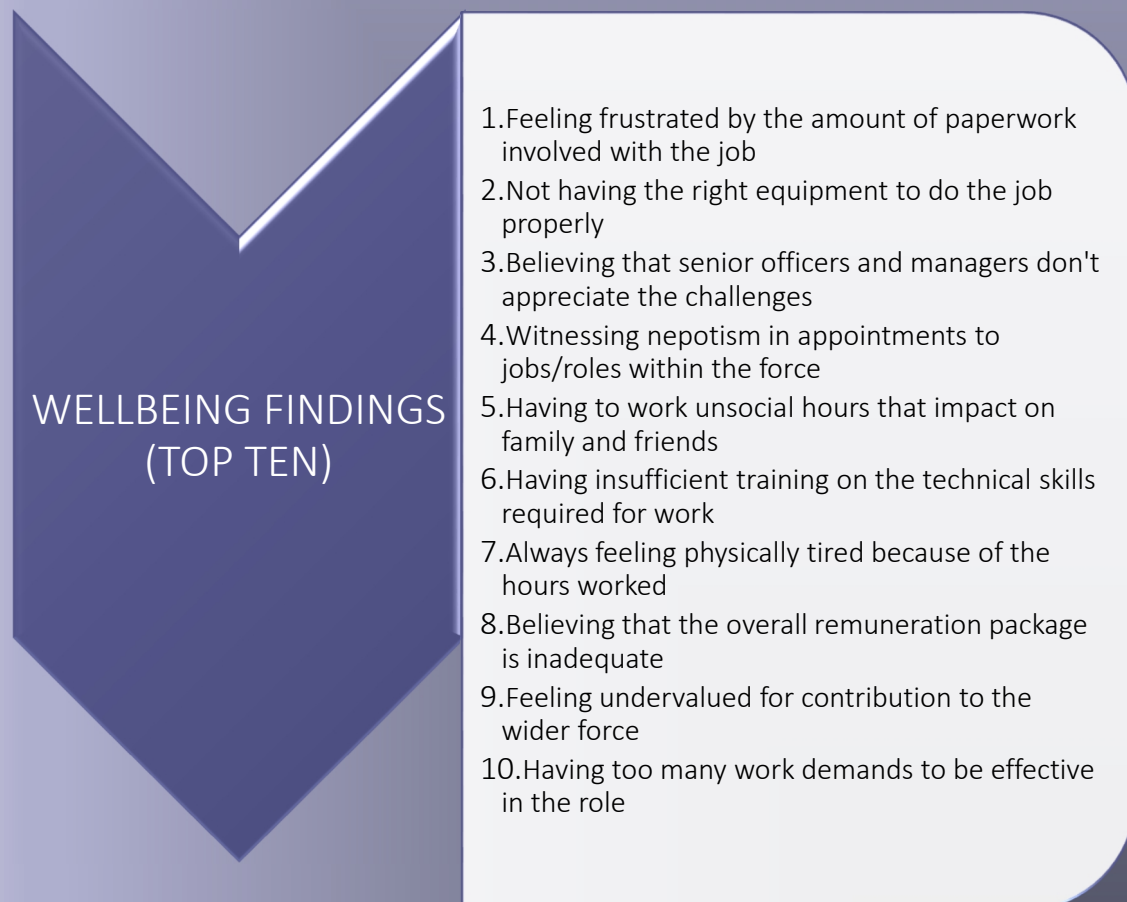 WELLBEING FINDINGS
(TOP TEN)
1.Feeling frustrated by the amount of paperwork
involved with the job
2.Not having the right equipment to do the job
properly
3.Believing that senior officers and managers don't
appreciate the challenges
4.Witnessing nepotism in appointments to
jobs/roles within the force
5.Having to work unsocial hours that impact on
family and friends
6.Having insufficient training on the technical skills
required for work
7.Always feeling physically tired because of the
hours worked
8.Believing that the overall remuneration package
is inadequate
9.Feeling undervalued for contribution to the
wider force
10.Having too many work demands to be effective
in the role